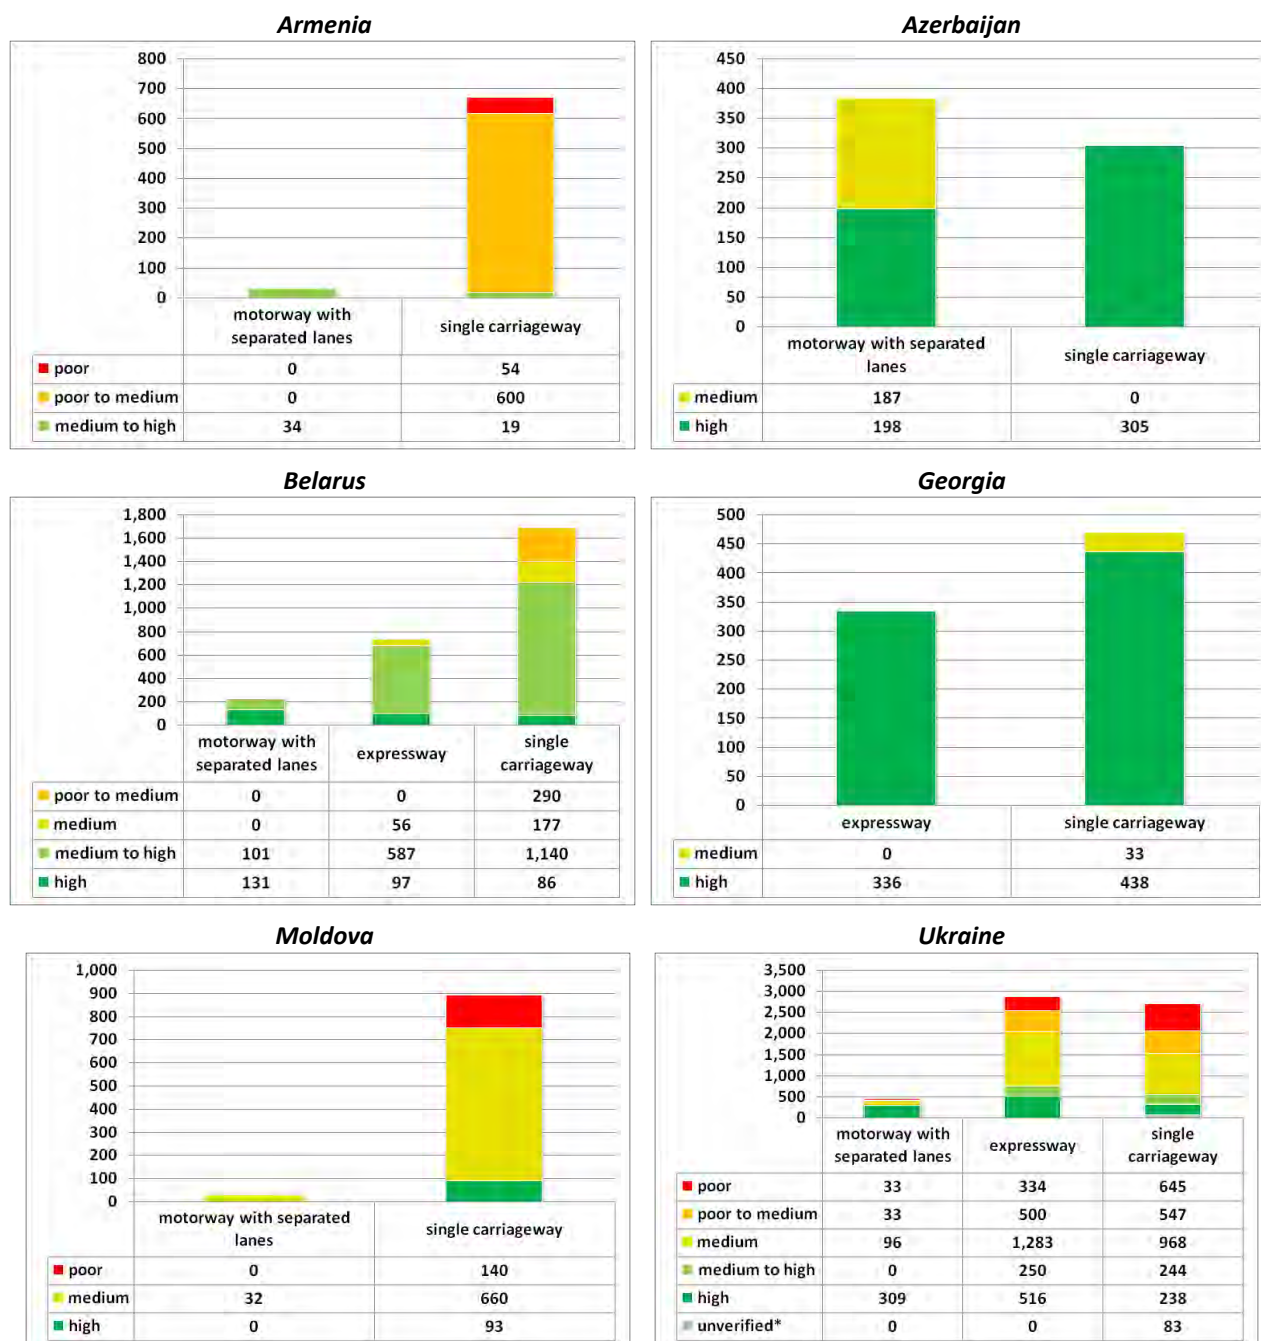 Armenia
800
700
600
500
400
300
200
100
0
motorway with separated lanes
single carriageway
poor 0 54
poor to medium 0 600
medium to high 34 19
Azerbaijan
450
400
350
300
250
200
150
100
50
0
motorway with separated lanes
single carriageway
medium 187 0
high 198 305
Belarus
1,800
1,600
1,400
1,200
1,000
800
600
400
200
0
motorway with separated lanes
expressway
single carriageway
poor to medium 0 0 290
medium 0 56 177
medium to high 101 587 1,140
high 131 97 86
Georgia
500
450
400
350
300
250
200
150
100
50
0
expressway
single carriageway
medium 0 33
high 336 438
Moldova
1,000
900
800
700
600
500
400
300
200
100
0
motorway with separated lanes
single carriageway
poor 0 140
medium 32 660
high 0 93
Ukraine
3,500
3,000
2,500
2,000
1,500
1,000
500
0
motorway with separated lanes
expressway
single carriageway
poor 33 334 645
poor to medium 33 500 547
medium 96 1,283 968
medium to high 0 250 244
high 309 516 238
unverified* 0 0 83